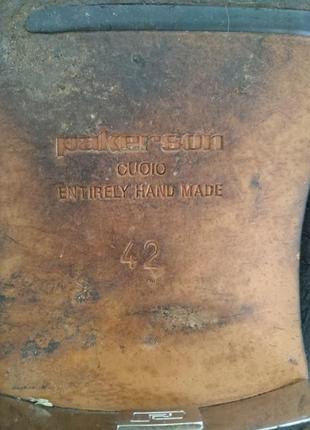 pakerson
CUOIO
ENTIRELY HAND MADE
42